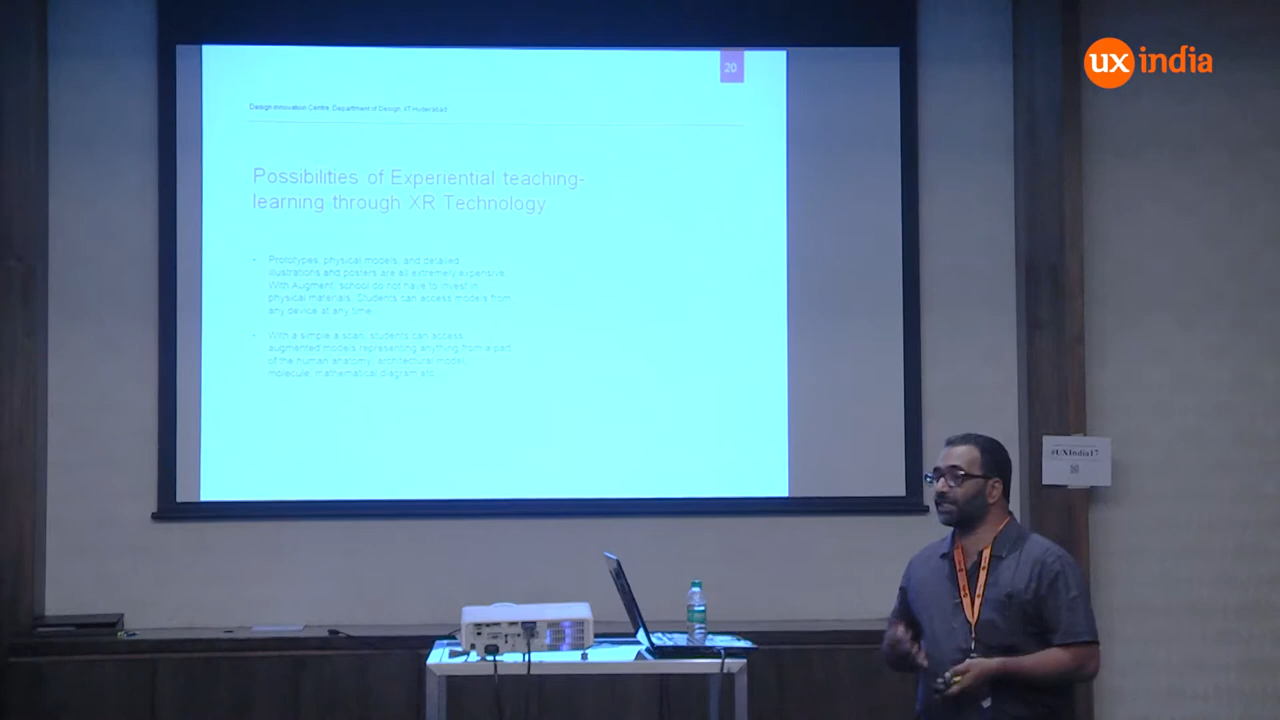 ux india
20
Design Innovation Centre, Department of Design, IIT Hyderabad
Possibilities of Experiential teaching-
learning through XR Technology
Prototypes, physical models, and detailed
illustrations and posters are all extremely expensive.
With Augment, school do not have to invest in
physical materials. Students can access models from
any device at any time.
With a simple a scan, students can access
augmented models representing anything from a part
of the human anatomy, architectural model,
molecule, mathematical diagram etc.
#UXIndia17